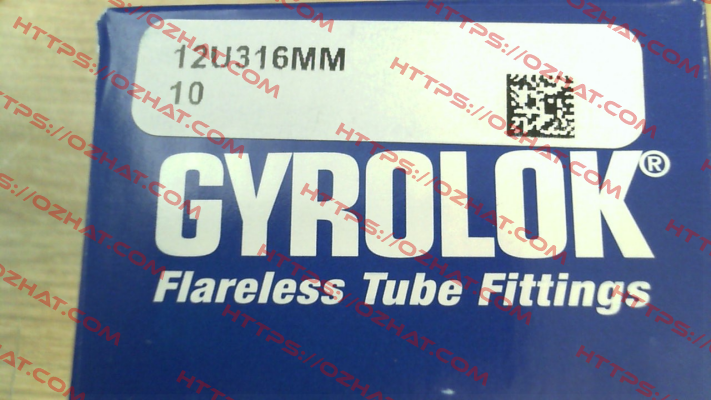 12U316MM
10
GYROLOK®
Flareless Tube Fittings
HTTPS://OZHAT.COM